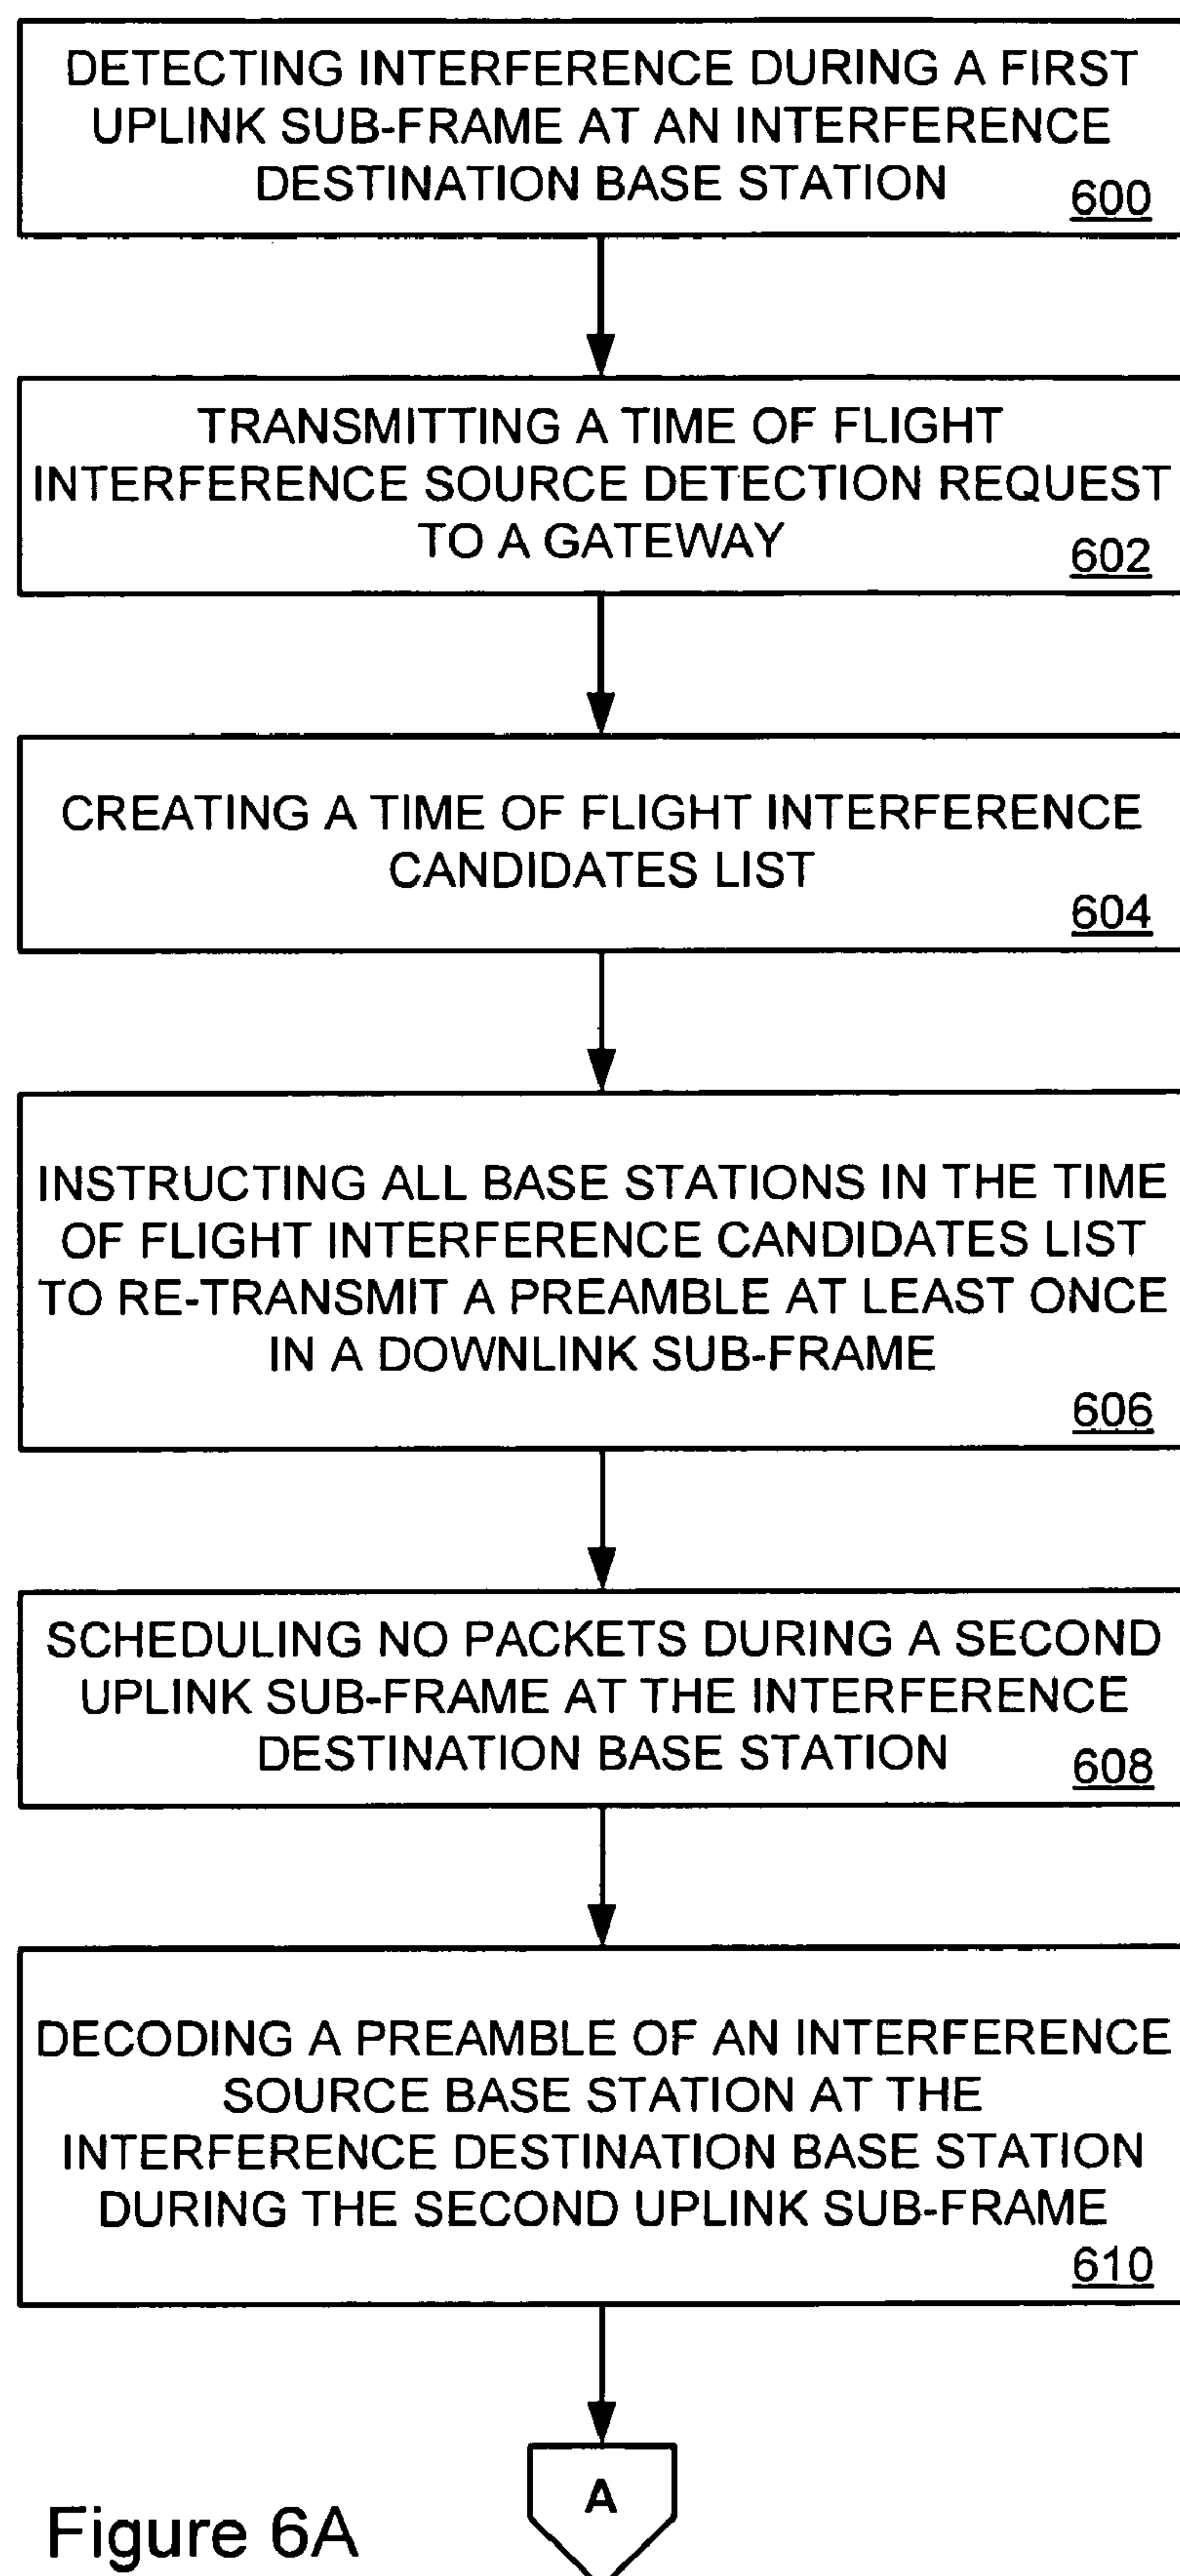 DETECTING INTERFERENCE DURING A FIRST
UPLINK SUB-FRAME AT AN INTERFERENCE
DESTINATION BASE STATION
600
TRANSMITTING A TIME OF FLIGHT
INTERFERENCE SOURCE DETECTION REQUEST
TO A GATEWAY
602
CREATING A TIME OF FLIGHT INTERFERENCE
CANDIDATES LIST
604
INSTRUCTING ALL BASE STATIONS IN THE TIME
OF FLIGHT INTERFERENCE CANDIDATES LIST
TO RE-TRANSMIT A PREAMBLE AT LEAST ONCE
IN A DOWNLINK SUB-FRAME
606
SCHEDULING NO PACKETS DURING A SECOND
UPLINK SUB-FRAME AT THE INTERFERENCE
DESTINATION BASE STATION
608
DECODING A PREAMBLE OF AN INTERFERENCE
SOURCE BASE STATION AT THE
INTERFERENCE DESTINATION BASE STATION
DURING THE SECOND UPLINK SUB-FRAME
610
A
Figure 6A